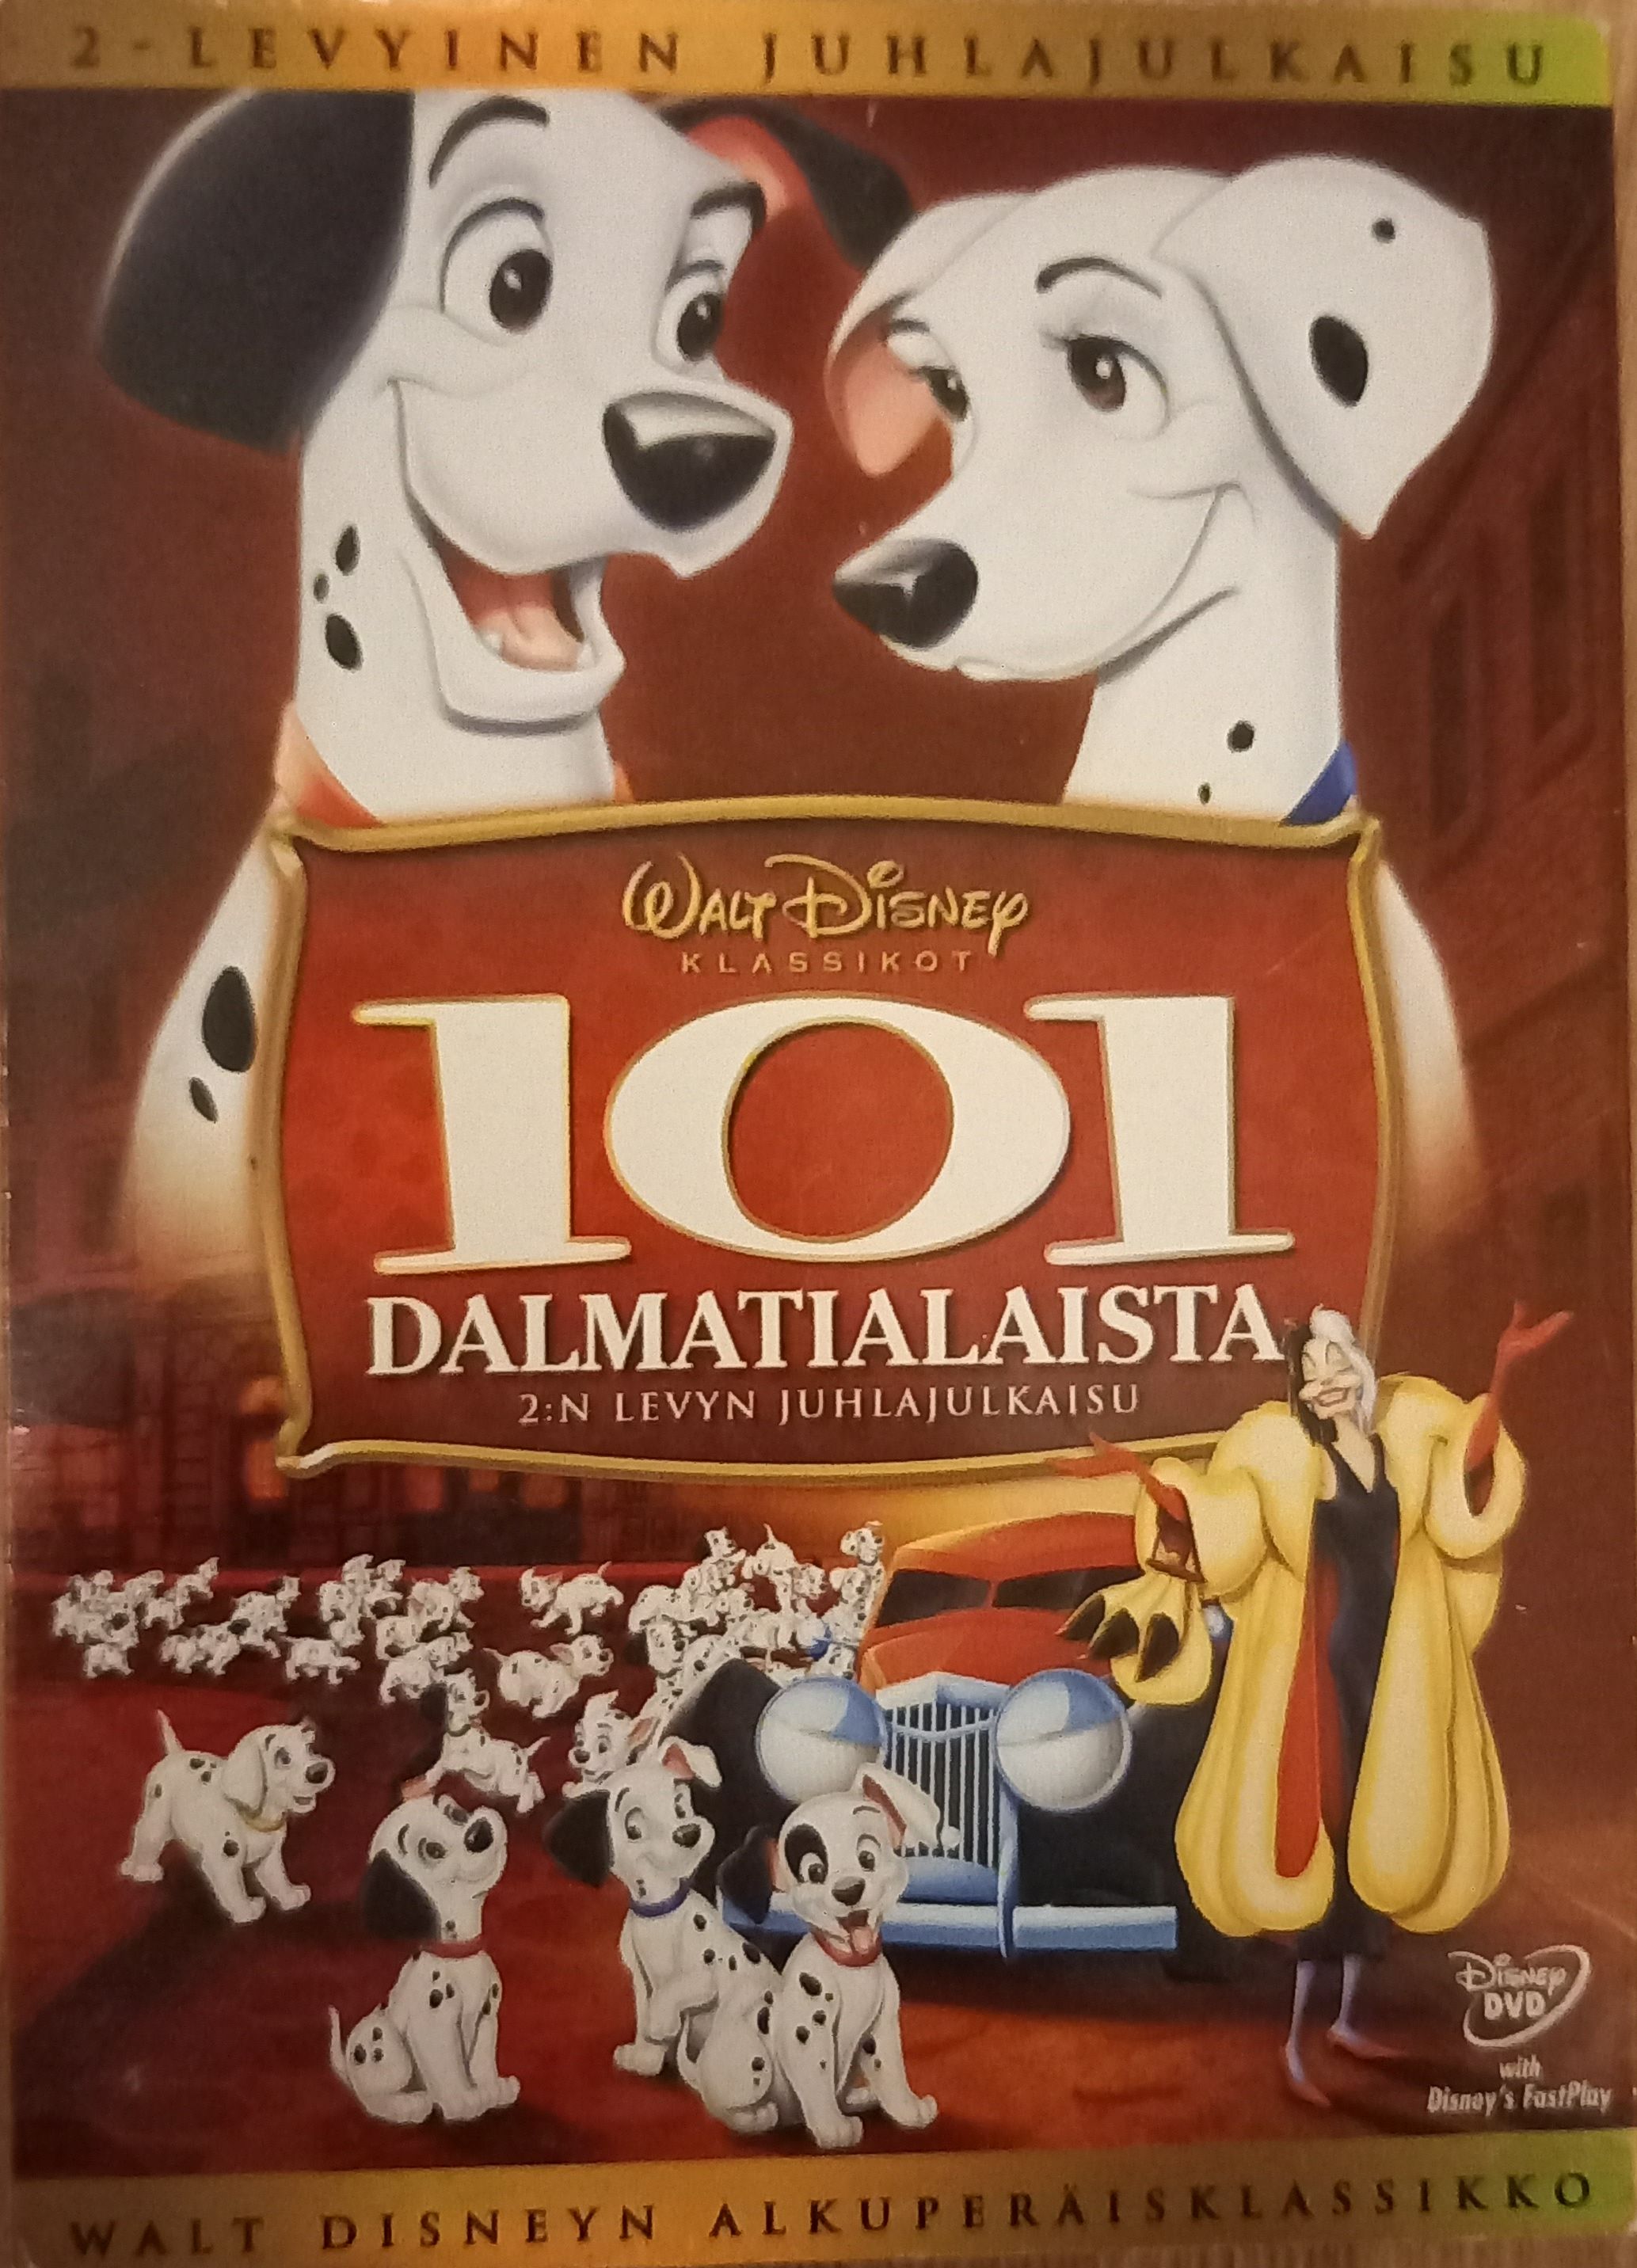 2-LEVYINEN JUHLAJULKAISU
WALT DISNEY
KLASSIKOT
101
DALMATIALAISTA
2:N LEVYN JUHLAJULKAISU
DISNEY
DVD
with
Disney's FastPlay
WALT DISNEYN ALKUPERÄISKLASSIKKO